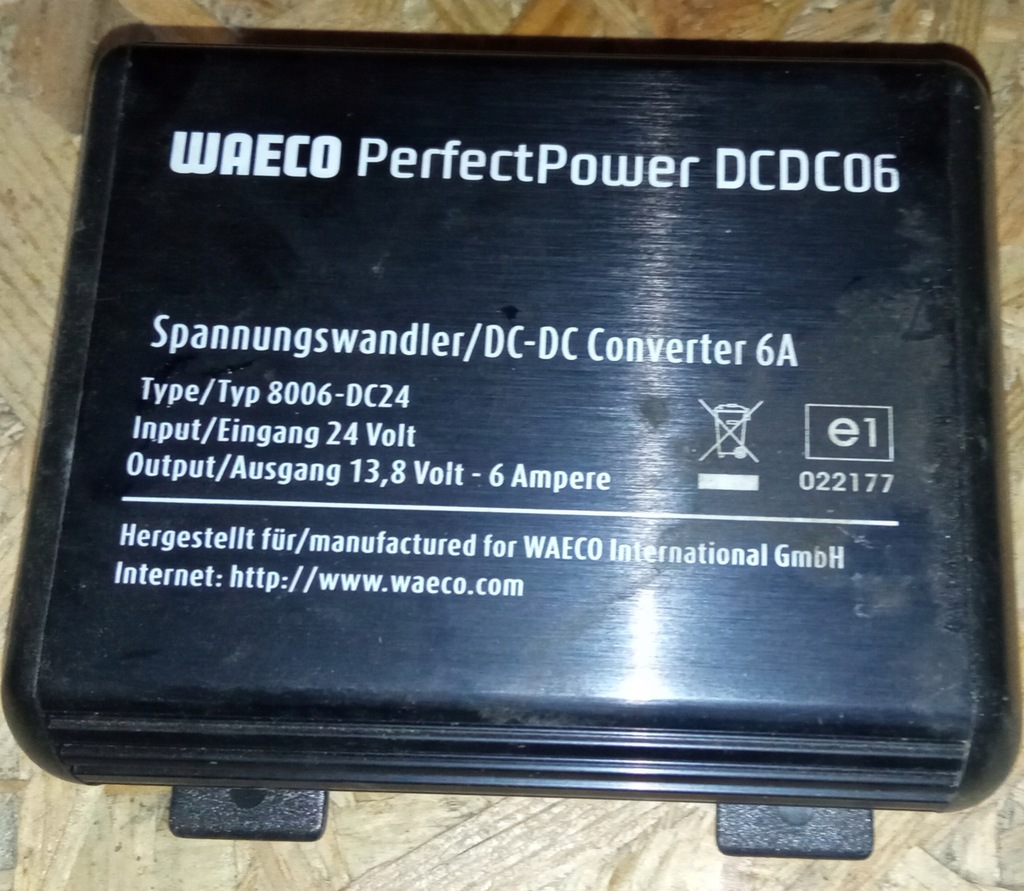 WAECO PerfectPower DCDC06
Spannungswandler/DC-DC Converter 6A
Type/Typ 8006-DC24
Input/Eingang 24 Volt
Output/Ausgang 13,8 Volt - 6 Ampere
e1
022177
Hergestellt für/manufactured for WAECO International GmbH
Internet: http://www.waeco.com